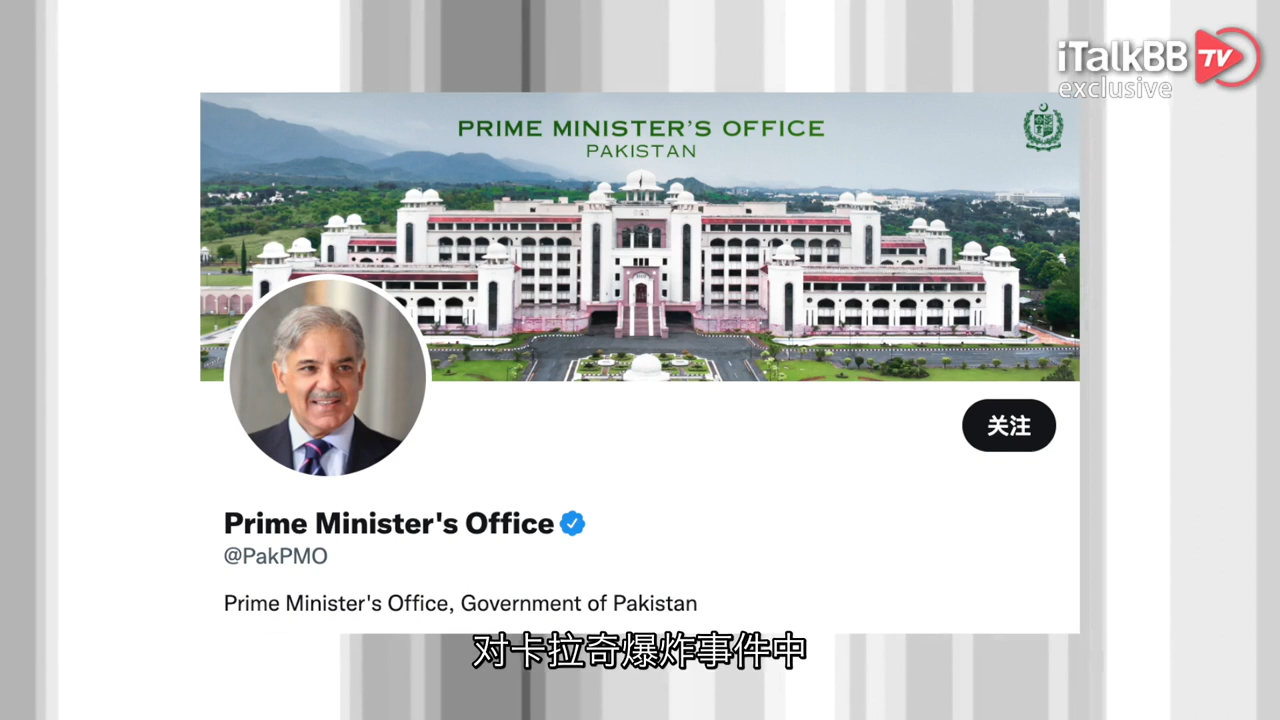 iTalkBB TV
exclusive
PRIME MINISTER'S OFFICE
PAKISTAN
关注
Prime Minister's Office
@PakPMO
Prime Minister's Office, Government of Pakistan
对卡拉奇爆炸事件中